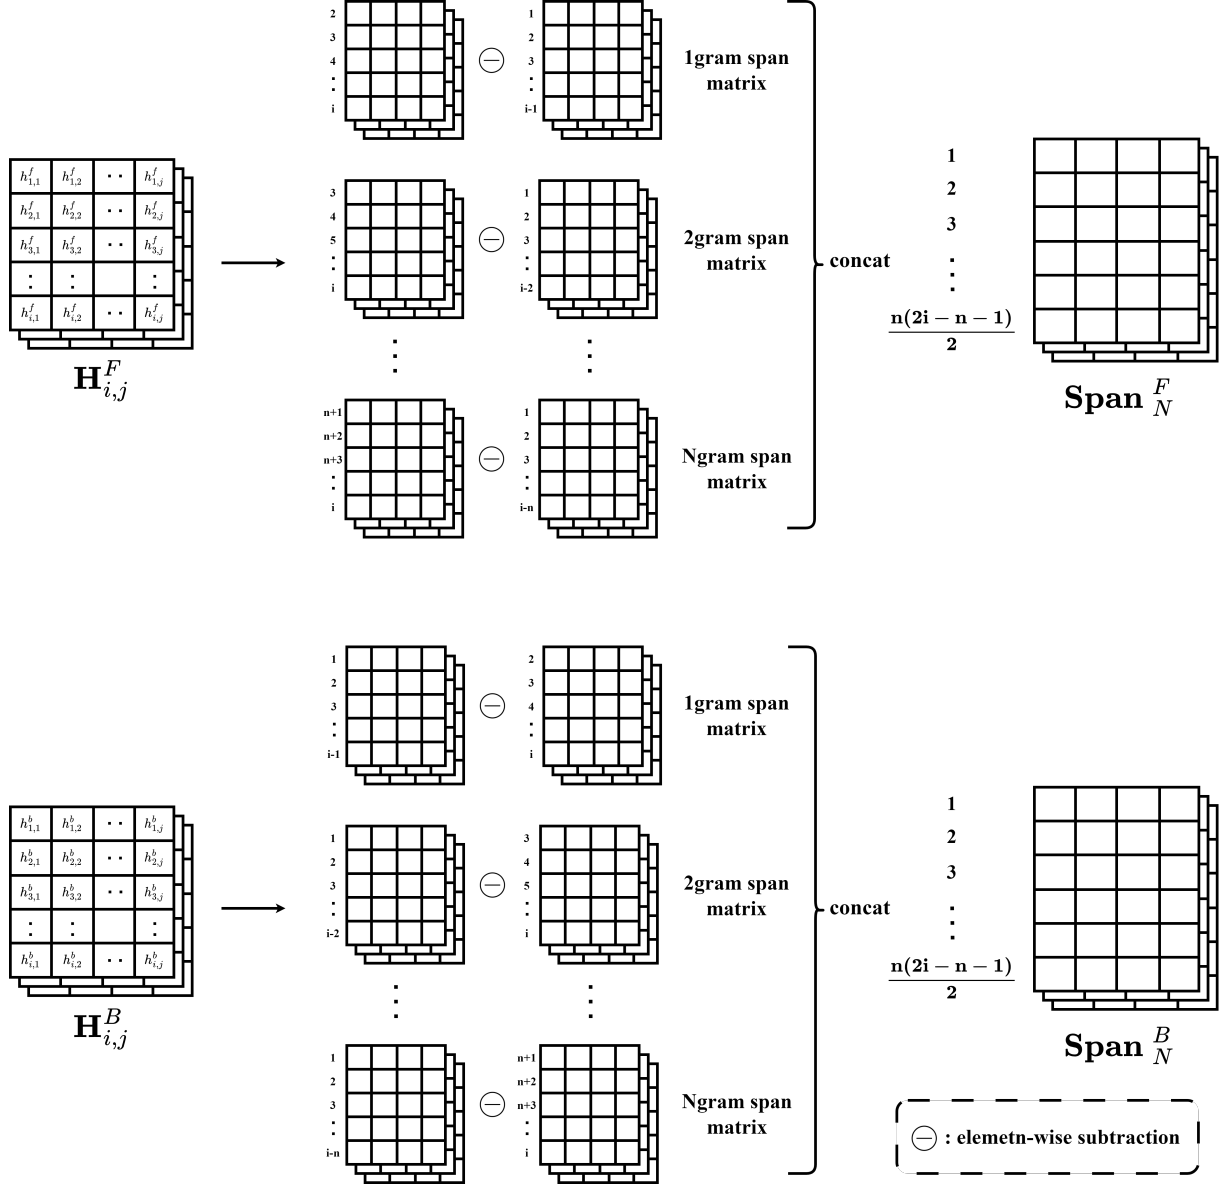 2
3
4
:
i
1
2
3
:
i-1
1gram span
matrix
h^f_{1,1} h^f_{1,2} · · h^f_{1,j}
h^f_{2,1} h^f_{2,2} · · h^f_{2,j}
h^f_{3,1} h^f_{3,2} · · h^f_{3,j}
: : :
h^f_{i,1} h^f_{i,2} · · h^f_{i,j}
H^F_{i,j}
3
4
5
:
i
1
2
3
:
i-2
2gram span
matrix
⋮ ⋮
n+1
n+2
n+3
:
i
1
2
3
:
i-n
Ngram span
matrix
concat
1
2
3
⋮
n(2i − n − 1)
2
Span ^F_N
1
2
3
:
i-1
2
3
4
:
i
1gram span
matrix
h^b_{1,1} h^b_{1,2} · · h^b_{1,j}
h^b_{2,1} h^b_{2,2} · · h^b_{2,j}
h^b_{3,1} h^b_{3,2} · · h^b_{3,j}
: : :
h^b_{i,1} h^b_{i,2} · · h^b_{i,j}
H^B_{i,j}
1
2
3
:
i-2
3
4
5
:
i
2gram span
matrix
⋮ ⋮
1
2
3
:
i-n
n+1
n+2
n+3
:
i
Ngram span
matrix
concat
1
2
3
⋮
n(2i − n − 1)
2
Span ^B_N
⊖ : elemetn-wise subtraction